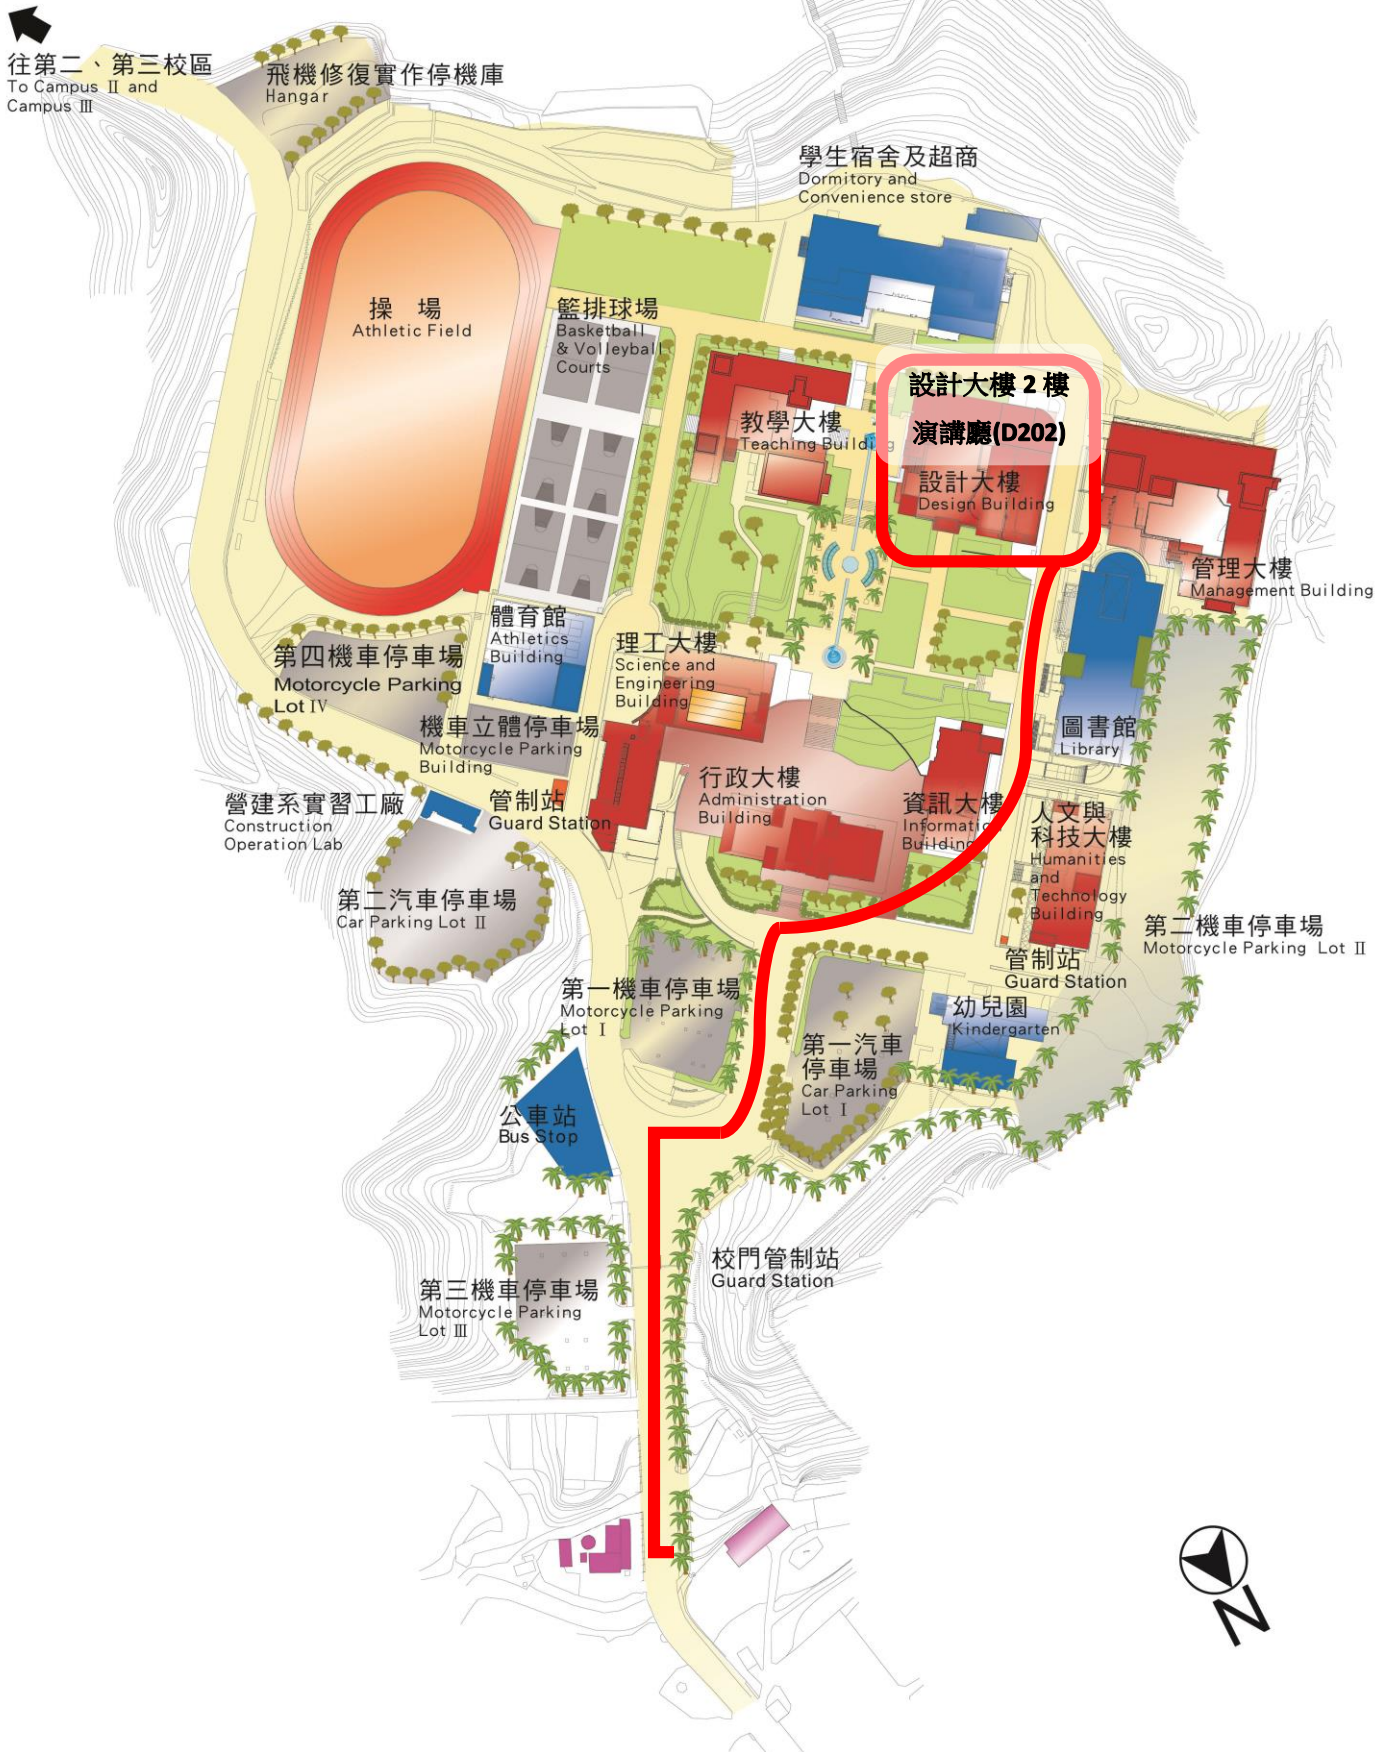 往第二、第三校區
To Campus Ⅱ and
Campus Ⅲ
飛機修復實作停機庫
Hangar
學生宿舍及超商
Dormitory and
Convenience store
操 場
Athletic Field
籃排球場
Basketball
& Volleyball
Courts
設計大樓 2 樓
演講廳(D202)
教學大樓
Teaching Building
設計大樓
Design Building
管理大樓
Management Building
體育館
Athletics
Building
理工大樓
Science and
Engineering
Building
第四機車停車場
Motorcycle Parking
Lot Ⅳ
機車立體停車場
Motorcycle Parking
Building
圖書館
Library
行政大樓
Administration
Building
資訊大樓
Information
Building
營建系實習工廠
Construction
Operation Lab
管制站
Guard Station
人文與
科技大樓
Humanities
and
Technology
Building
第二汽車停車場
Car Parking Lot Ⅱ
第二機車停車場
Motorcycle Parking Lot Ⅱ
管制站
Guard Station
第一機車停車場
Motorcycle Parking
Lot Ⅰ
幼兒園
Kindergarten
第一汽車
停車場
Car Parking
Lot Ⅰ
公車站
Bus Stop
校門管制站
Guard Station
第三機車停車場
Motorcycle Parking
Lot Ⅲ
N